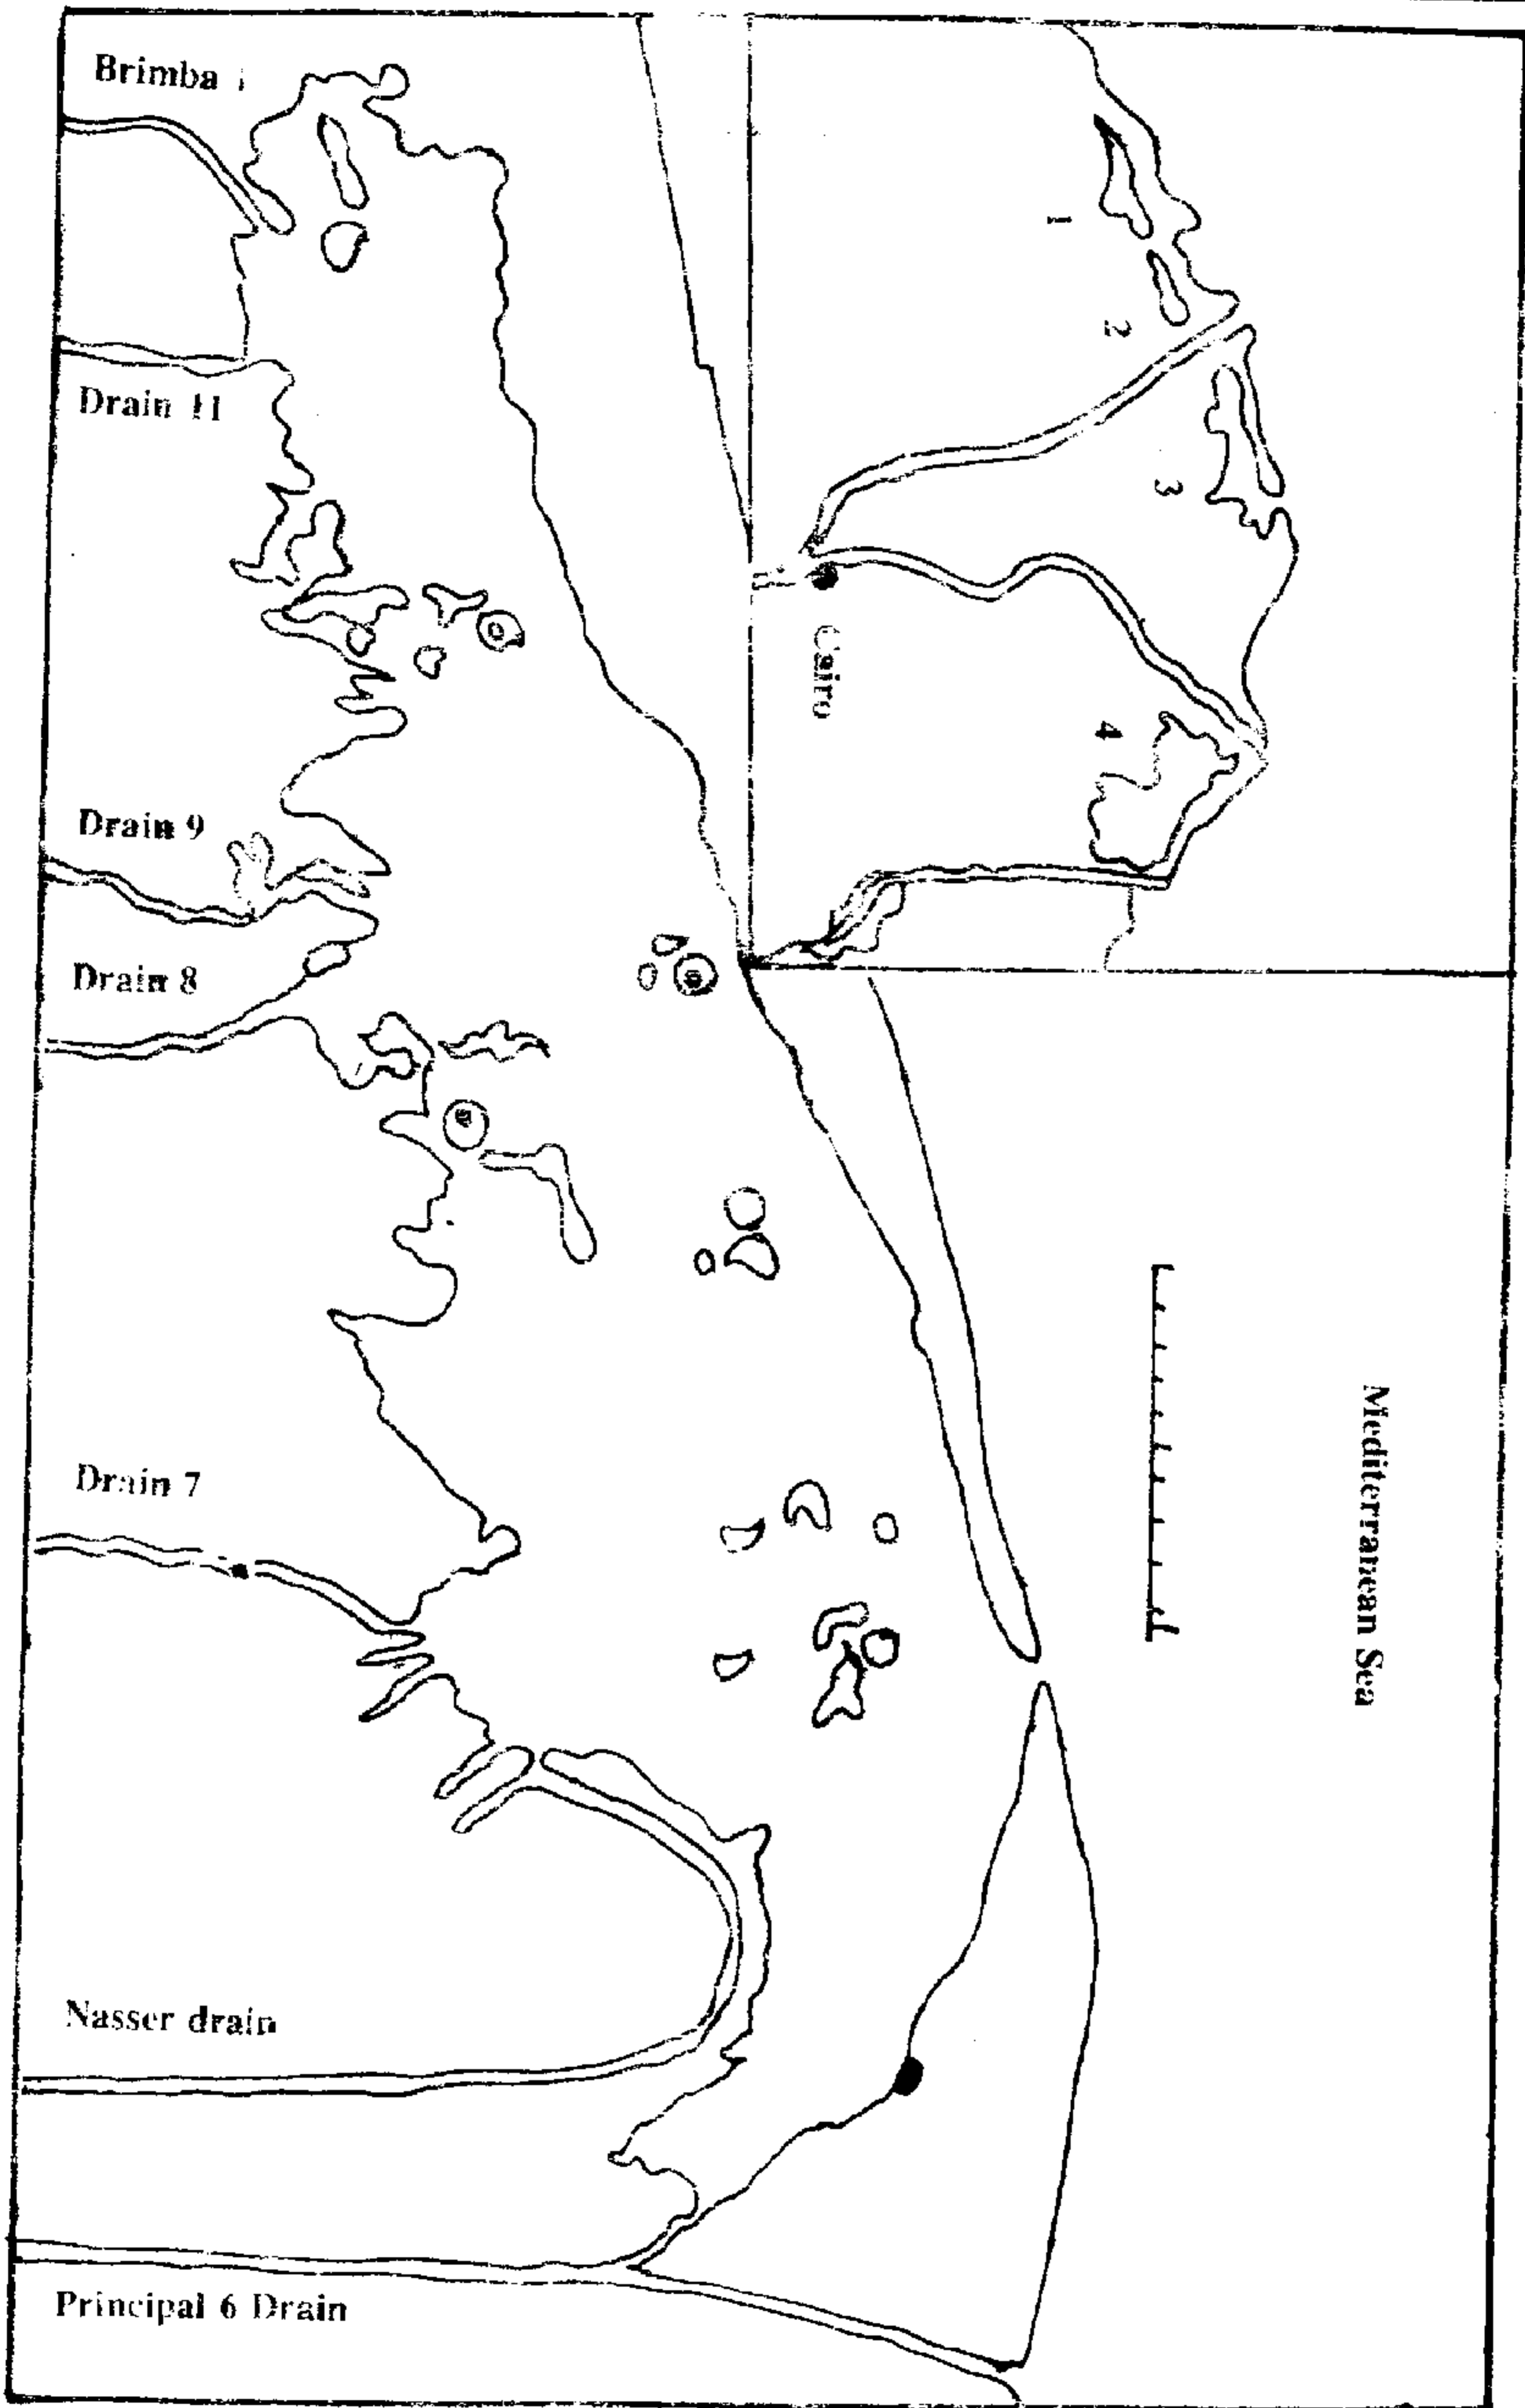 Brimba
1
2
3
Cairo
4
Drain 11
Drain 9
Drain 8
Mediterranean Sea
Drain 7
Nasser drain
Principal 6 Drain